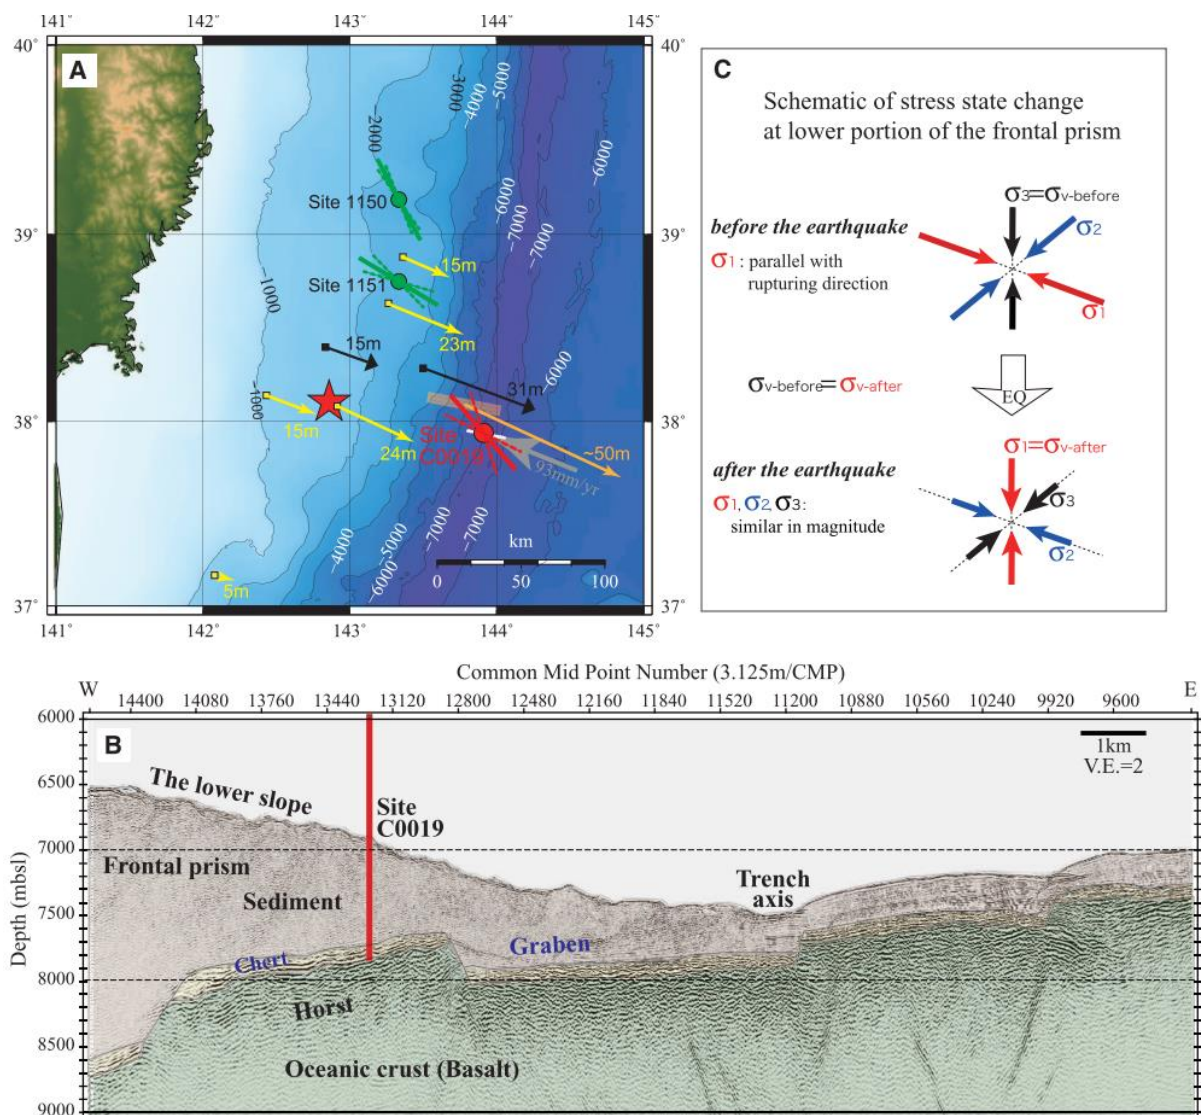 141° 142° 143° 144° 145°
40° 40°
A
−3000
−4000
−5000
−2000
Site 1150
−6000
−7000
−6000
39° 39°
−7000
15m
Site 1151
−1000
23m
15m
31m
−6000
38° 38°
−1000
15m
24m
Site
C0019
~50m
93mm/yr
−7000
−7000
−4000
−5000
−6000
km
0 50 100
5m
37° 37°
141° 142° 143° 144° 145°
C
Schematic of stress state change
at lower portion of the frontal prism
σ3=σv-before
before the earthquake
σ2
σ1 : parallel with
rupturing direction
σ1
σv-before=σv-after
EQ
σ1=σv-after
after the earthquake
σ1, σ2, σ3:
similar in magnitude
σ3
σ2
Common Mid Point Number (3.125m/CMP)
W E
14400 14080 13760 13440 13120 12800 12480 12160 11840 11520 11200 10880 10560 10240 9920 9600
6000
B
1km
V.E.=2
The lower slope
6500
Site
C0019
7000
Frontal prism
Trench
axis
Sediment
7500
Depth (mbsl)
Graben
Chert
8000
Horst
8500
Oceanic crust (Basalt)
9000